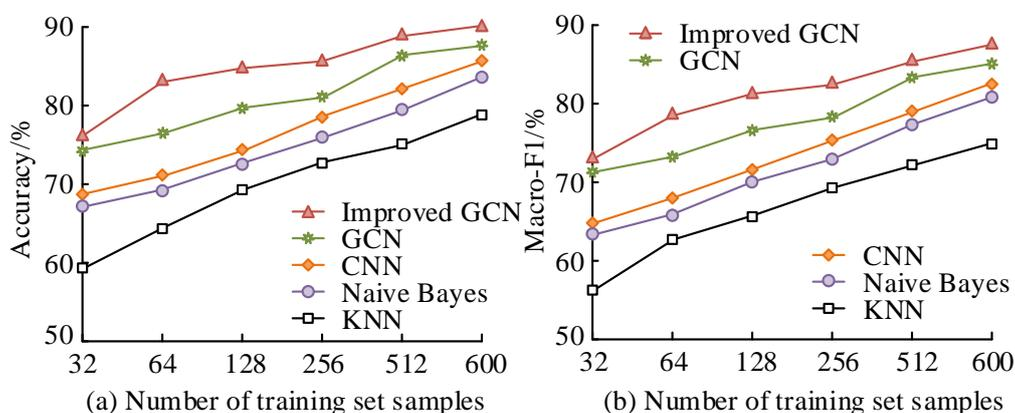 90
80
70
60
50
Accuracy/%
32 64 128 256 512 600
Improved GCN
GCN
CNN
Naive Bayes
KNN
(a) Number of training set samples
90
80
70
60
50
Macro-F1/%
32 64 128 256 512 600
Improved GCN
GCN
CNN
Naive Bayes
KNN
(b) Number of training set samples